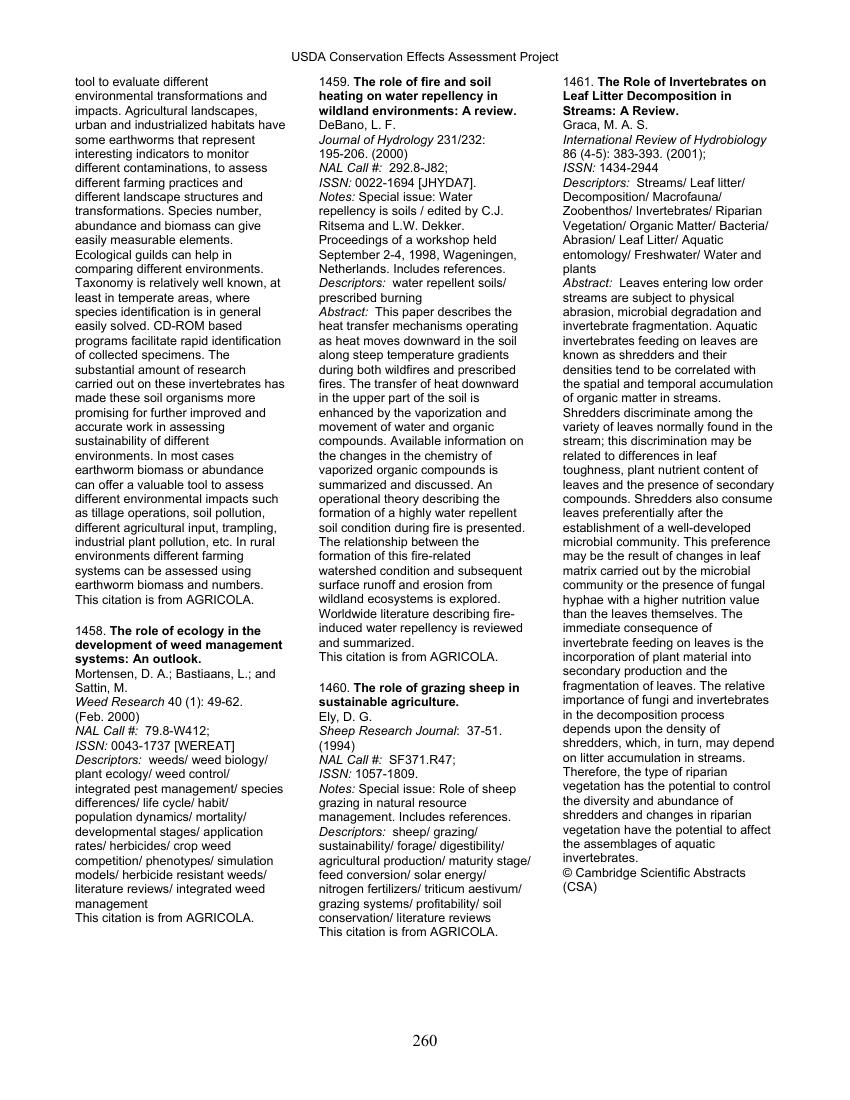 USDA Conservation Effects Assessment Project
tool to evaluate different
environmental transformations and
impacts. Agricultural landscapes,
urban and industrialized habitats have
some earthworms that represent
interesting indicators to monitor
different contaminations, to assess
different farming practices and
different landscape structures and
transformations. Species number,
abundance and biomass can give
easily measurable elements.
Ecological guilds can help in
comparing different environments.
Taxonomy is relatively well known, at
least in temperate areas, where
species identification is in general
easily solved. CD-ROM based
programs facilitate rapid identification
of collected specimens. The
substantial amount of research
carried out on these invertebrates has
made these soil organisms more
promising for further improved and
accurate work in assessing
sustainability of different
environments. In most cases
earthworm biomass or abundance
can offer a valuable tool to assess
different environmental impacts such
as tillage operations, soil pollution,
different agricultural input, trampling,
industrial plant pollution, etc. In rural
environments different farming
systems can be assessed using
earthworm biomass and numbers.
This citation is from AGRICOLA.
1458. The role of ecology in the
development of weed management
systems: An outlook.
Mortensen, D. A.; Bastiaans, L.; and
Sattin, M.
Weed Research 40 (1): 49-62.
(Feb. 2000)
NAL Call #: 79.8-W412;
ISSN: 0043-1737 [WEREAT]
Descriptors: weeds/ weed biology/
plant ecology/ weed control/
integrated pest management/ species
differences/ life cycle/ habit/
population dynamics/ mortality/
developmental stages/ application
rates/ herbicides/ crop weed
competition/ phenotypes/ simulation
models/ herbicide resistant weeds/
literature reviews/ integrated weed
management
This citation is from AGRICOLA.
1459. The role of fire and soil
heating on water repellency in
wildland environments: A review.
DeBano, L. F.
Journal of Hydrology 231/232:
195-206. (2000)
NAL Call #: 292.8-J82;
ISSN: 0022-1694 [JHYDA7].
Notes: Special issue: Water
repellency is soils / edited by C.J.
Ritsema and L.W. Dekker.
Proceedings of a workshop held
September 2-4, 1998, Wageningen,
Netherlands. Includes references.
Descriptors: water repellent soils/
prescribed burning
Abstract: This paper describes the
heat transfer mechanisms operating
as heat moves downward in the soil
along steep temperature gradients
during both wildfires and prescribed
fires. The transfer of heat downward
in the upper part of the soil is
enhanced by the vaporization and
movement of water and organic
compounds. Available information on
the changes in the chemistry of
vaporized organic compounds is
summarized and discussed. An
operational theory describing the
formation of a highly water repellent
soil condition during fire is presented.
The relationship between the
formation of this fire-related
watershed condition and subsequent
surface runoff and erosion from
wildland ecosystems is explored.
Worldwide literature describing fire-
induced water repellency is reviewed
and summarized.
This citation is from AGRICOLA.
1460. The role of grazing sheep in
sustainable agriculture.
Ely, D. G.
Sheep Research Journal: 37-51.
(1994)
NAL Call #: SF371.R47;
ISSN: 1057-1809.
Notes: Special issue: Role of sheep
grazing in natural resource
management. Includes references.
Descriptors: sheep/ grazing/
sustainability/ forage/ digestibility/
agricultural production/ maturity stage/
feed conversion/ solar energy/
nitrogen fertilizers/ triticum aestivum/
grazing systems/ profitability/ soil
conservation/ literature reviews
This citation is from AGRICOLA.
1461. The Role of Invertebrates on
Leaf Litter Decomposition in
Streams: A Review.
Graca, M. A. S.
International Review of Hydrobiology
86 (4-5): 383-393. (2001);
ISSN: 1434-2944
Descriptors: Streams/ Leaf litter/
Decomposition/ Macrofauna/
Zoobenthos/ Invertebrates/ Riparian
Vegetation/ Organic Matter/ Bacteria/
Abrasion/ Leaf Litter/ Aquatic
entomology/ Freshwater/ Water and
plants
Abstract: Leaves entering low order
streams are subject to physical
abrasion, microbial degradation and
invertebrate fragmentation. Aquatic
invertebrates feeding on leaves are
known as shredders and their
densities tend to be correlated with
the spatial and temporal accumulation
of organic matter in streams.
Shredders discriminate among the
variety of leaves normally found in the
stream; this discrimination may be
related to differences in leaf
toughness, plant nutrient content of
leaves and the presence of secondary
compounds. Shredders also consume
leaves preferentially after the
establishment of a well-developed
microbial community. This preference
may be the result of changes in leaf
matrix carried out by the microbial
community or the presence of fungal
hyphae with a higher nutrition value
than the leaves themselves. The
immediate consequence of
invertebrate feeding on leaves is the
incorporation of plant material into
secondary production and the
fragmentation of leaves. The relative
importance of fungi and invertebrates
in the decomposition process
depends upon the density of
shredders, which, in turn, may depend
on litter accumulation in streams.
Therefore, the type of riparian
vegetation has the potential to control
the diversity and abundance of
shredders and changes in riparian
vegetation have the potential to affect
the assemblages of aquatic
invertebrates.
© Cambridge Scientific Abstracts
(CSA)
260